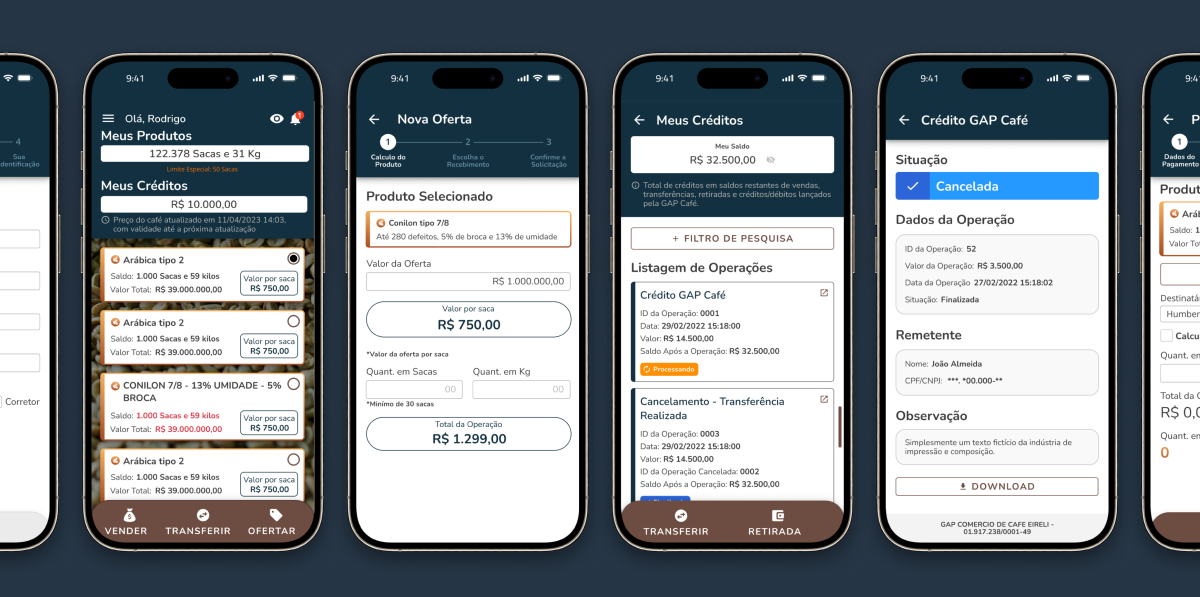 4
Sua
dentificação
Corretor
9:41
Olá, Rodrigo
1
Meus Produtos
122.378 Sacas e 31 Kg
Limite Especial: 50 Sacas
Meus Créditos
R$ 10.000,00
Preço do café atualizado em 11/04/2023 14:03,
com validade até a próxima atualização
Arábica tipo 2
Saldo: 1.000 Sacas e 59 kilos
Valor Total: R$ 39.000.000,00
Valor por saca
R$ 750,00
Arábica tipo 2
Saldo: 1.000 Sacas e 59 kilos
Valor Total: R$ 39.000.000,00
Valor por saca
R$ 750,00
CONILON 7/8 - 13% UMIDADE - 5%
BROCA
Saldo: 1.000 Sacas e 59 kilos
Valor Total: R$ 39.000.000,00
Valor por saca
R$ 750,00
Arábica tipo 2
Saldo: 1.000 Sacas e 59 kilos
Valor Total: R$ 39.000.000,00
Valor por saca
R$ 750,00
VENDER TRANSFERIR OFERTAR
9:41
Nova Oferta
1 2 3
Calculo do
Produto
Escolha o
Recebimento
Confirme a
Solicitação
Produto Selecionado
Conilon tipo 7/8
Até 280 defeitos, 5% de broca e 13% de umidade
Valor da Oferta
R$ 1.000.000,00
Valor por saca
R$ 750,00
*Valor da oferta por saca
Quant. em Sacas Quant. em Kg
00 00
*Mínimo de 30 sacas
Total da Operação
R$ 1.299,00
9:41
Meus Créditos
Meu Saldo
R$ 32.500,00
Total de créditos em saldos restantes de vendas,
transferências, retiradas e créditos/débitos lançados
pela GAP Café.
+ FILTRO DE PESQUISA
Listagem de Operações
Crédito GAP Café
ID da Operação: 0001
Data: 29/02/2022 15:18:00
Valor: R$ 14.500,00
Saldo Após a Operação: R$ 32.500,00
Processando
Cancelamento - Transferência
Realizada
ID da Operação: 0003
Data: 29/02/2022 15:18:00
Valor: R$ 14.500,00
ID da Operação Cancelada: 0002
Saldo Após a Operação: R$ 32.500,00
TRANSFERIR RETIRADA
9:41
Crédito GAP Café
Situação
Cancelada
Dados da Operação
ID da Operação: 52
Valor da Operação: R$ 3.500,00
Data da Operação 27/02/2022 15:18:02
Situação: Finalizada
Remetente
Nome: João Almeida
CPF/CNPJ: ***. *00.000-**
Observação
Simplesmente um texto fictício da indústria de
impressão e composição.
DOWNLOAD
GAP COMERCIO DE CAFE EIRELI -
01.917.238/0001-49
9:41
P
1
Dados do
Pagamento
Produt
Aráb
Saldo: 1
Valor Tot
Destinatá
Humber
Calcu
Quant. en
Total da O
R$ 0,0
Quant. en
0